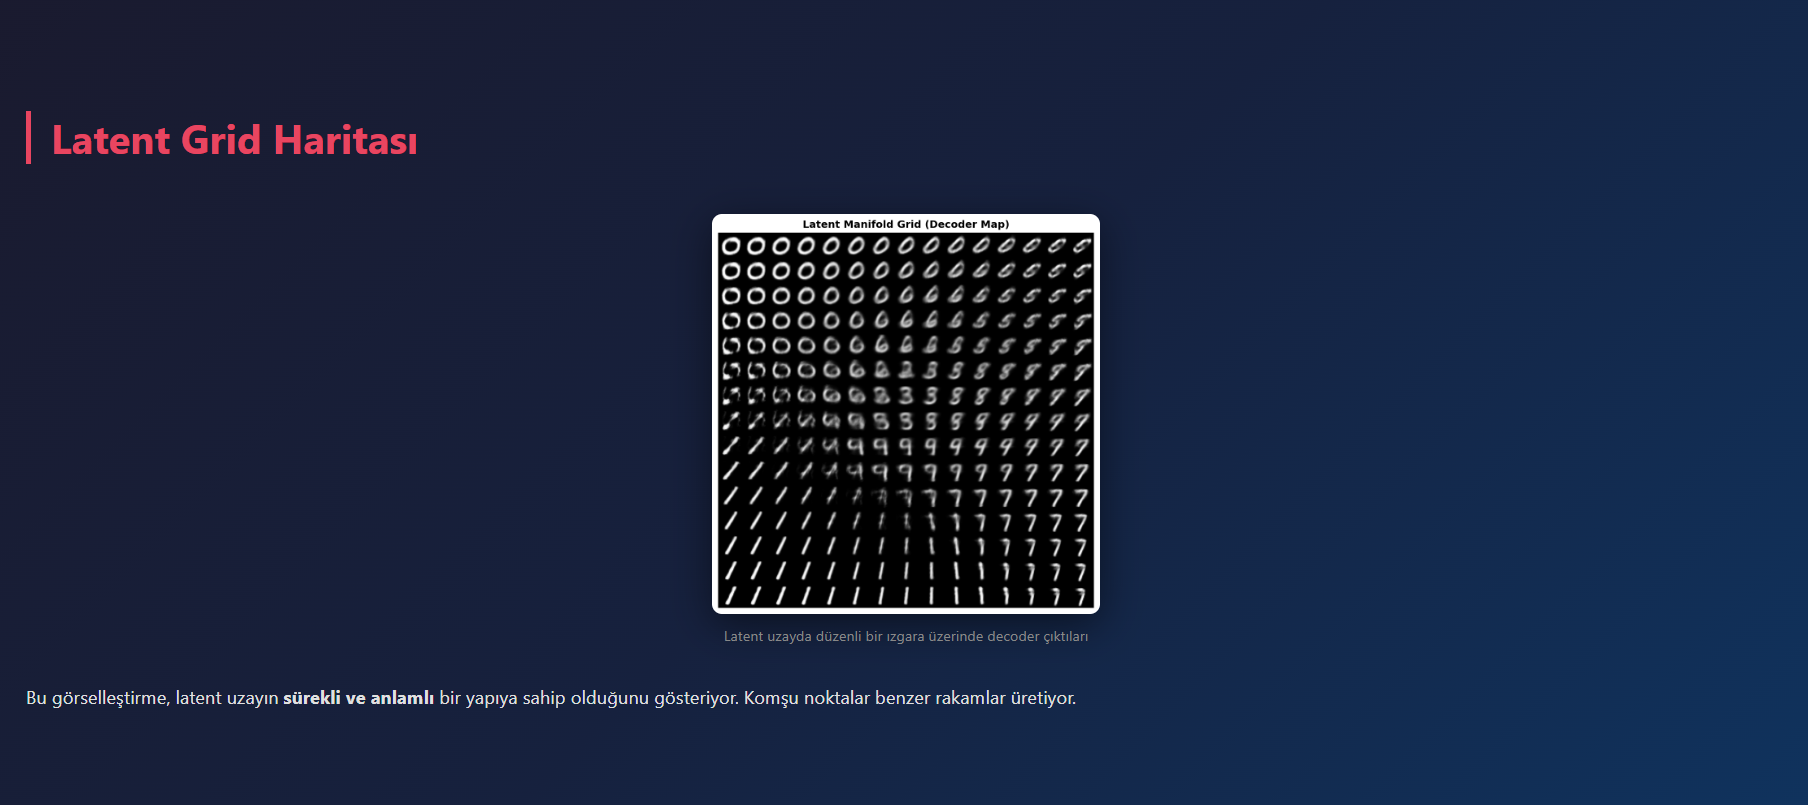 Latent Grid Haritası
Latent Manifold Grid (Decoder Map)
Latent uzayda düzenli bir ızgara üzerinde decoder çıktıları
Bu görselleştirme, latent uzayın sürekli ve anlamlı bir yapıya sahip olduğunu gösteriyor. Komşu noktalar benzer rakamlar üretiyor.